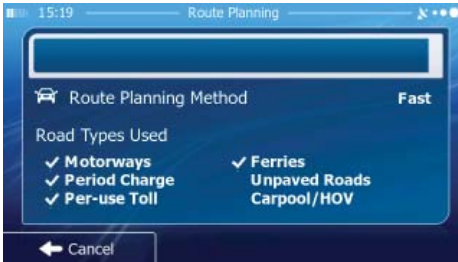 15:19 Route Planning
Route Planning Method Fast
Road Types Used
Motorways Ferries
Period Charge Unpaved Roads
Per-use Toll Carpool/HOV
Cancel